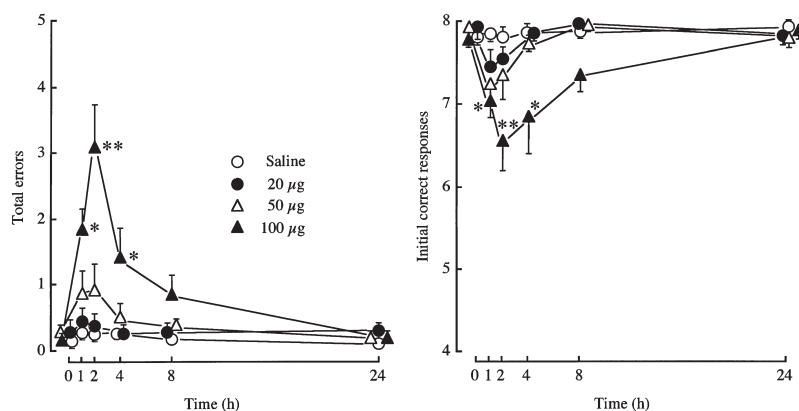 5
4
3
2
1
0
Total errors
**
*
*
Saline
20 µg
50 µg
100 µg
0 1 2 4 8 24
Time (h)
8
7
6
5
4
Initial correct responses
*
**
*
0 1 2 4 8 24
Time (h)